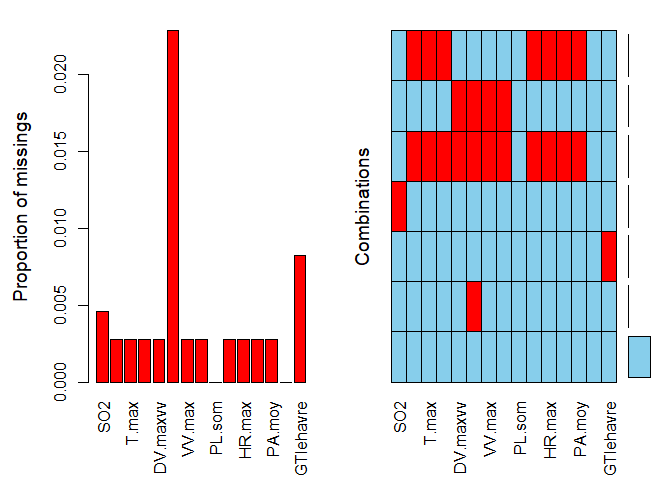 Proportion of missings
0.020
0.015
0.010
0.005
0.000
SO2
T.max
DV.maxvv
VV.max
PL.som
HR.max
PA.moy
GTlehavre
Combinations
SO2
T.max
DV.maxvv
VV.max
PL.som
HR.max
PA.moy
GTlehavre